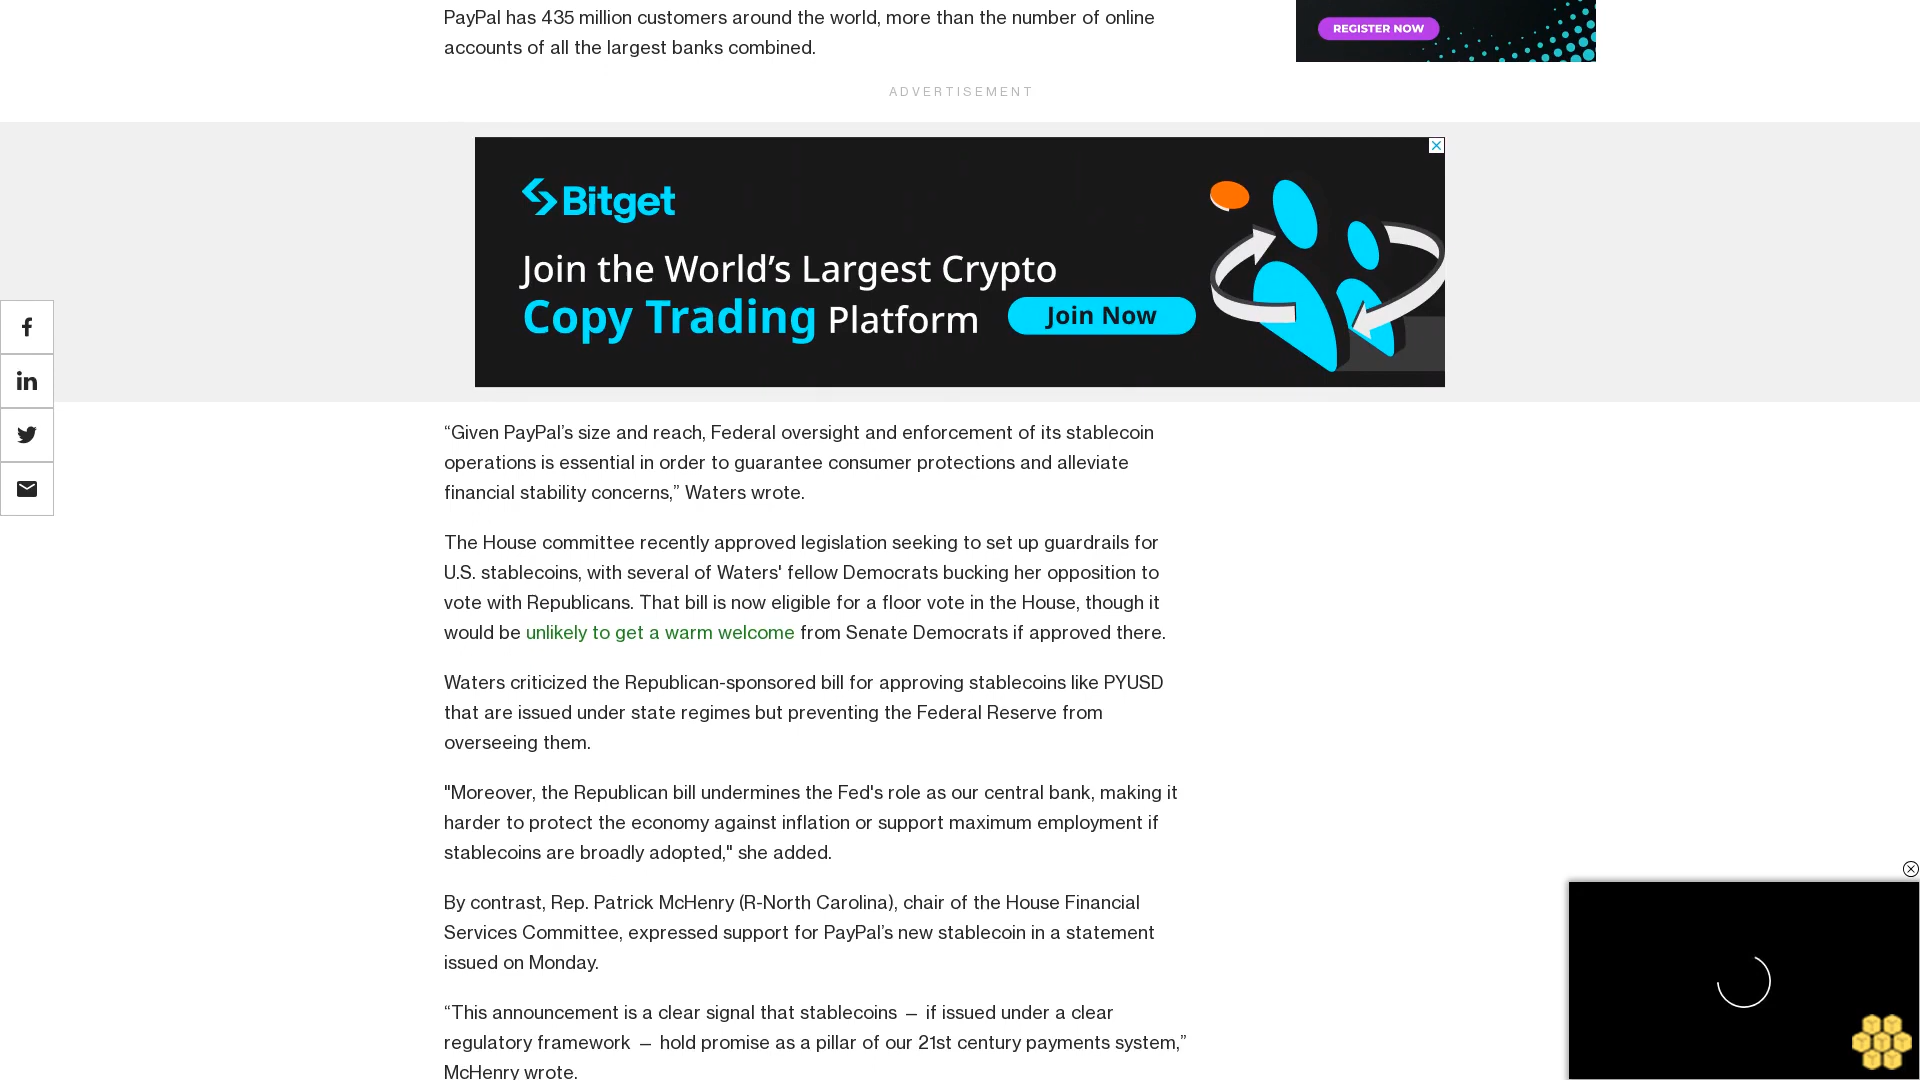 PayPal has 435 million customers around the world, more than the number of online
accounts of all the largest banks combined.
REGISTER NOW
ADVERTISEMENT
Bitget
Join the World’s Largest Crypto
Copy Trading Platform
Join Now
“Given PayPal’s size and reach, Federal oversight and enforcement of its stablecoin
operations is essential in order to guarantee consumer protections and alleviate
financial stability concerns,” Waters wrote.
The House committee recently approved legislation seeking to set up guardrails for
U.S. stablecoins, with several of Waters' fellow Democrats bucking her opposition to
vote with Republicans. That bill is now eligible for a floor vote in the House, though it
would be unlikely to get a warm welcome from Senate Democrats if approved there.
Waters criticized the Republican-sponsored bill for approving stablecoins like PYUSD
that are issued under state regimes but preventing the Federal Reserve from
overseeing them.
"Moreover, the Republican bill undermines the Fed's role as our central bank, making it
harder to protect the economy against inflation or support maximum employment if
stablecoins are broadly adopted," she added.
By contrast, Rep. Patrick McHenry (R-North Carolina), chair of the House Financial
Services Committee, expressed support for PayPal’s new stablecoin in a statement
issued on Monday.
“This announcement is a clear signal that stablecoins — if issued under a clear
regulatory framework — hold promise as a pillar of our 21st century payments system,”
McHenry wrote.